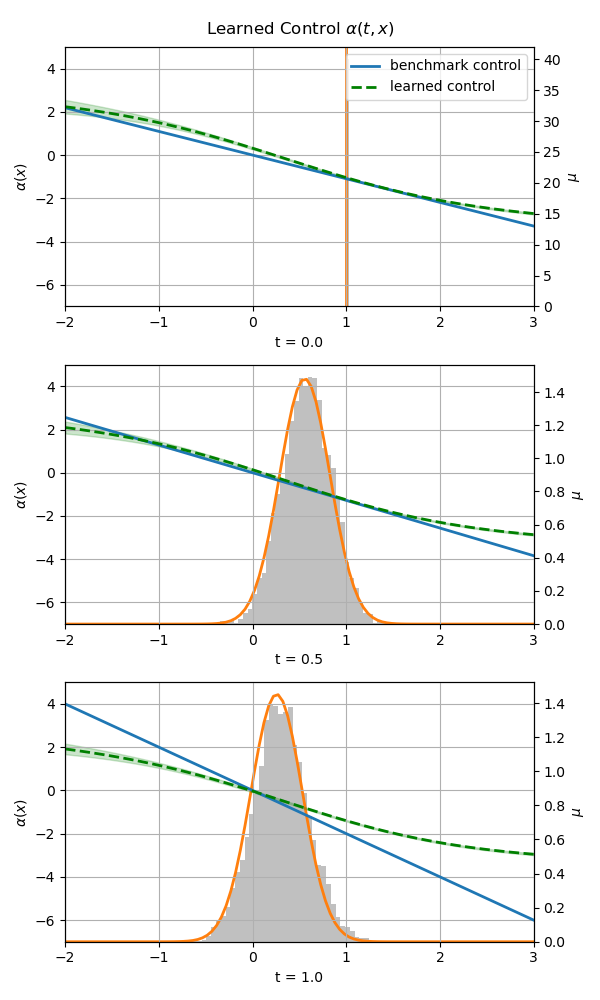 Learned Control α(t, x)
benchmark control
learned control
4
2
0
−2
−4
−6
α(x)
40
35
30
25
20
15
10
5
0
μ
−2 −1 0 1 2 3
t = 0.0
4
2
0
−2
−4
−6
α(x)
1.4
1.2
1.0
0.8
0.6
0.4
0.2
0.0
μ
−2 −1 0 1 2 3
t = 0.5
4
2
0
−2
−4
−6
α(x)
1.4
1.2
1.0
0.8
0.6
0.4
0.2
0.0
μ
−2 −1 0 1 2 3
t = 1.0